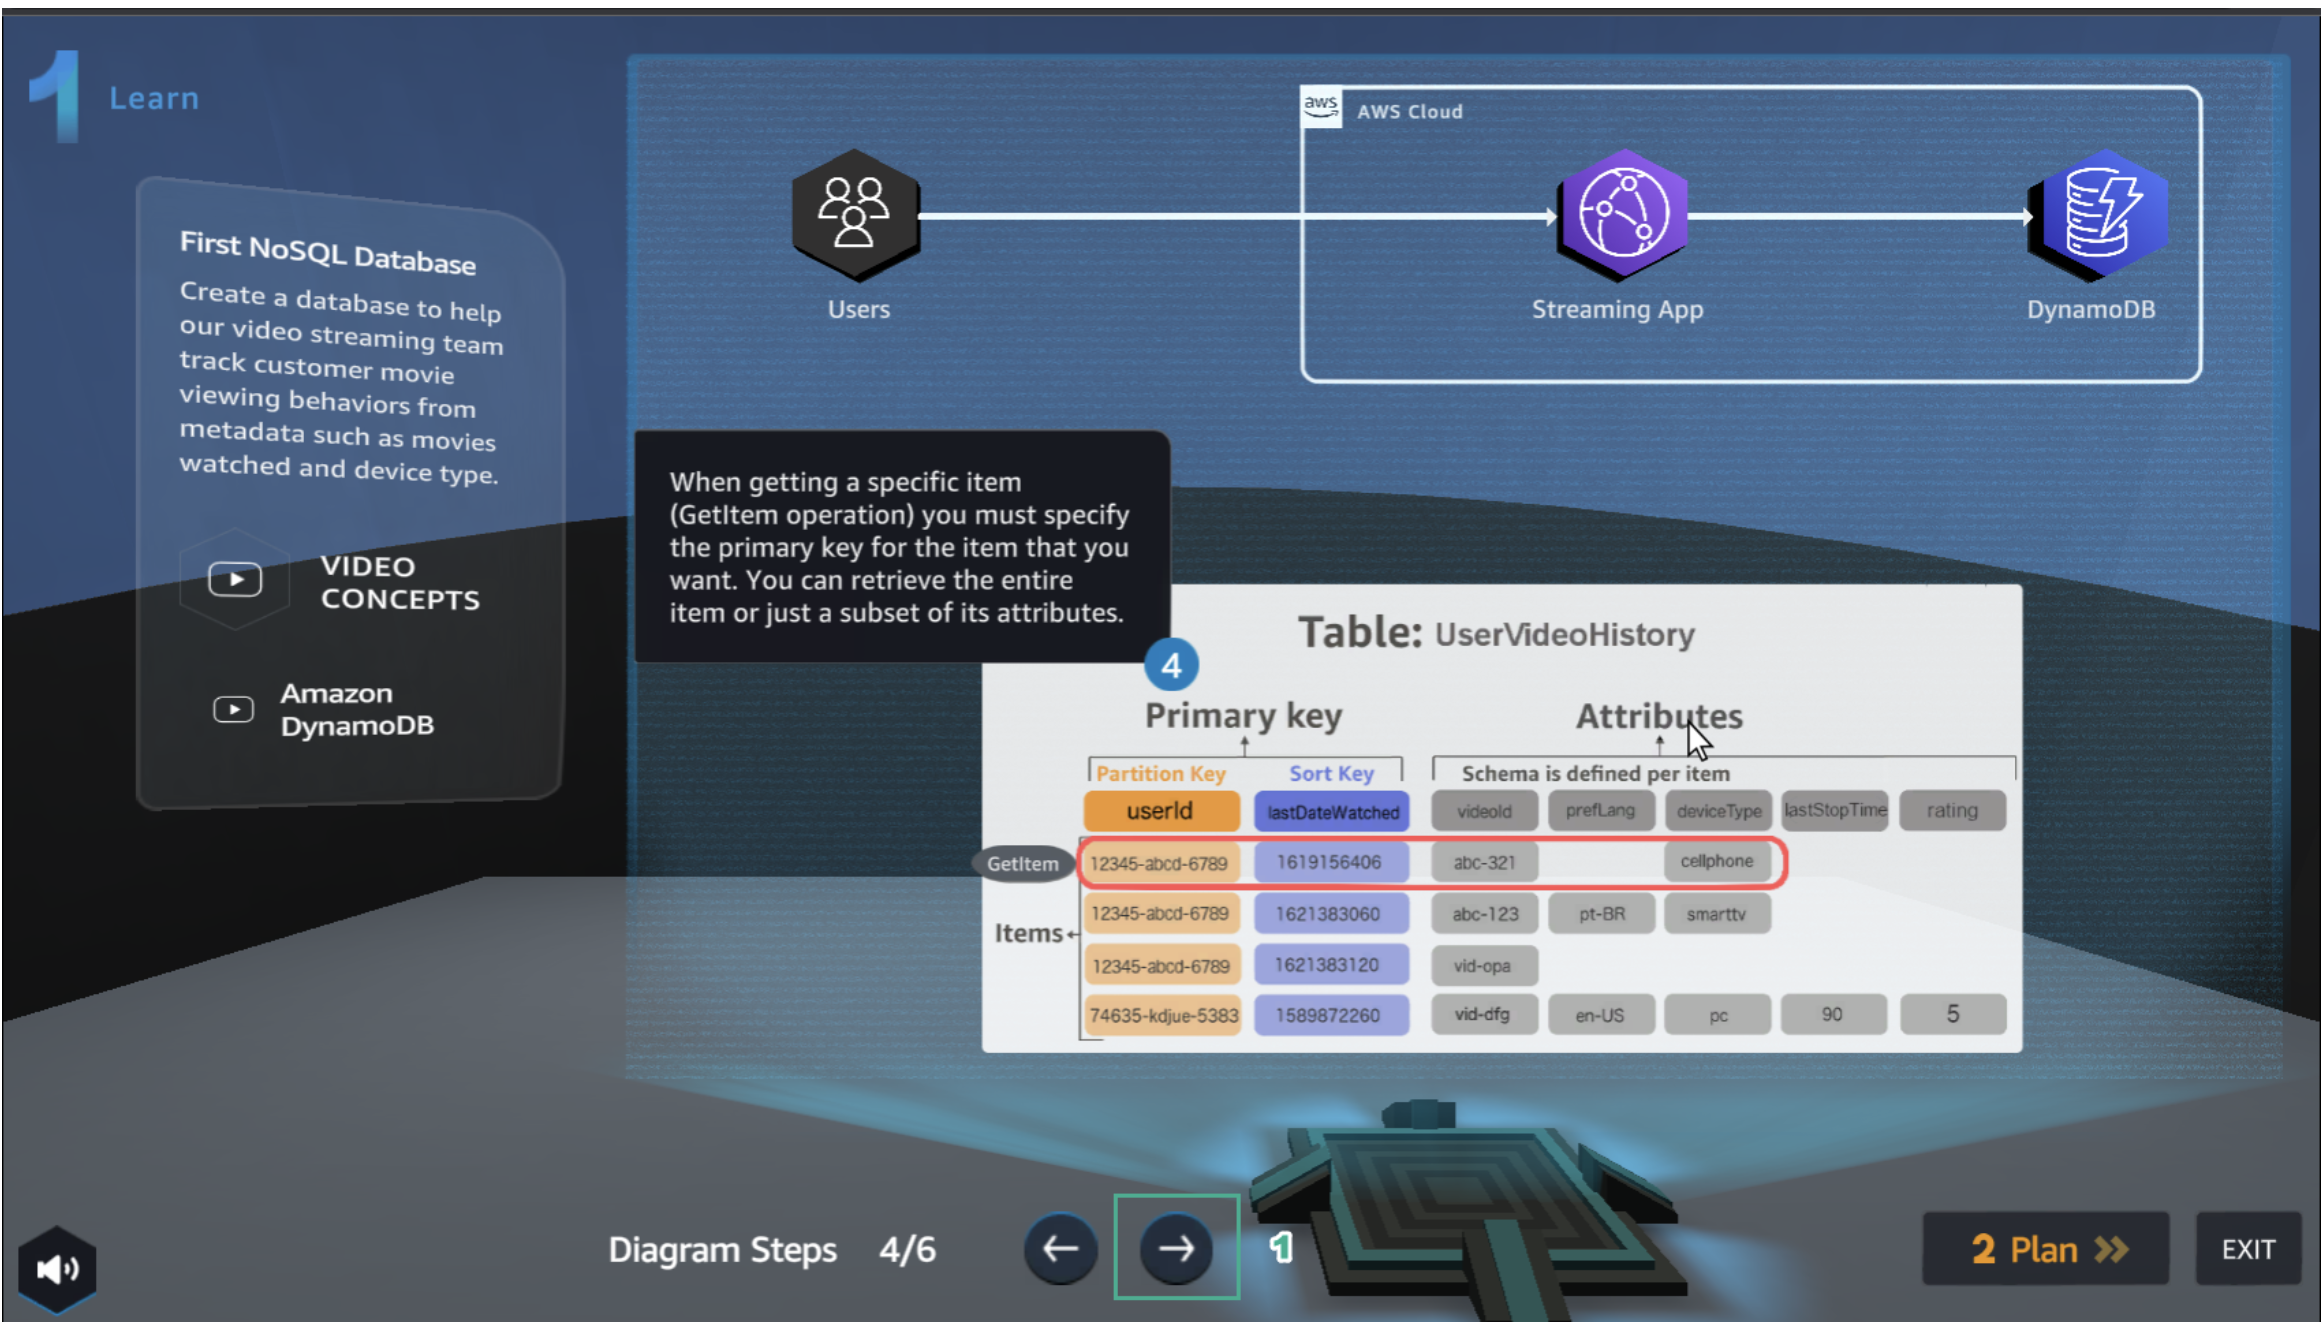 1 Learn
First NoSQL Database
Create a database to help
our video streaming team
track customer movie
viewing behaviors from
metadata such as movies
watched and device type.
VIDEO
CONCEPTS
Amazon
DynamoDB
aws AWS Cloud
Users
Streaming App
DynamoDB
When getting a specific item
(GetItem operation) you must specify
the primary key for the item that you
want. You can retrieve the entire
item or just a subset of its attributes.
4
Table: UserVideoHistory
Primary key Attributes
Partition Key Sort Key Schema is defined per item
userId lastDateWatched videoId prefLang deviceType lastStopTime rating
GetItem 12345-abcd-6789 1619156406 abc-321 cellphone
12345-abcd-6789 1621383060 abc-123 pt-BR smarttv
Items
12345-abcd-6789 1621383120 vid-opa
74635-kdjue-5383 1589872260 vid-dfg en-US pc 90 5
Diagram Steps 4/6 1
2 Plan
EXIT